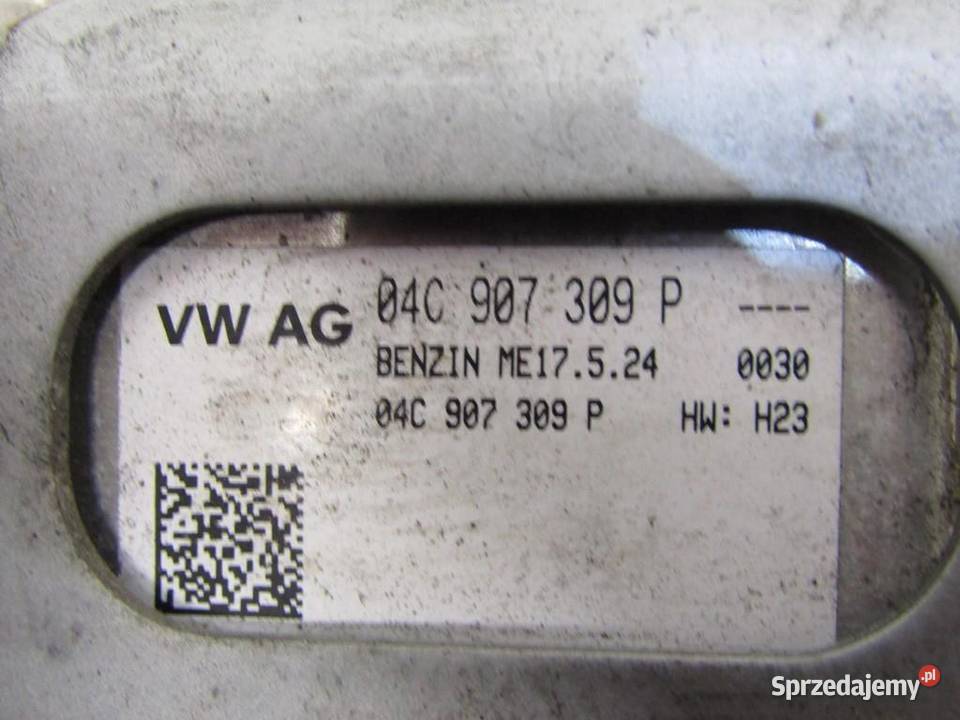 VW AG 04C 907 309 P ----
BENZIN ME17.5.24 0030
04C 907 309 P HW: H23
Sprzedajemy.pl